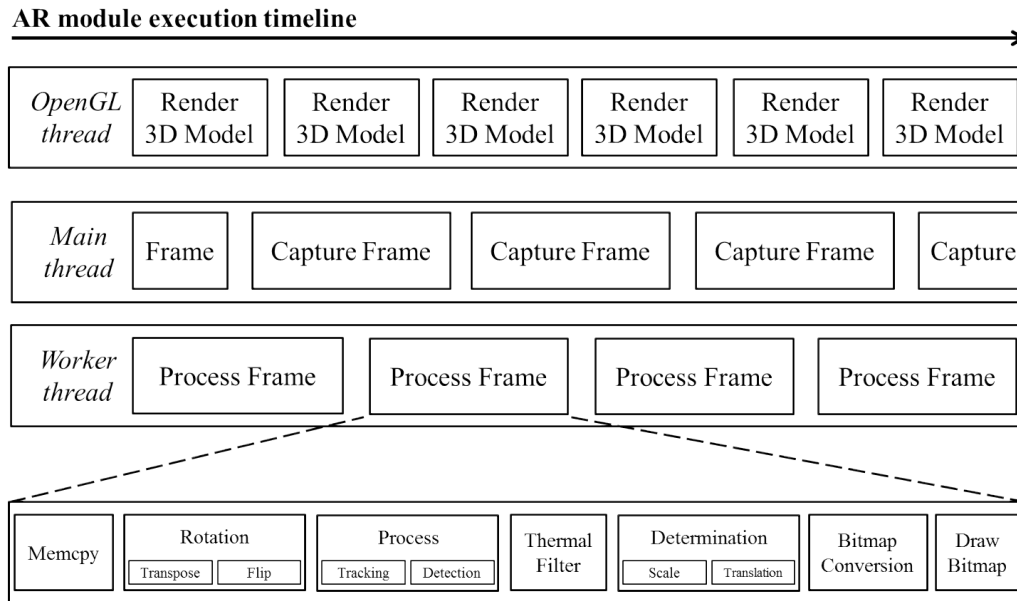 AR module execution timeline
OpenGL
thread
Render
3D Model
Render
3D Model
Render
3D Model
Render
3D Model
Render
3D Model
Render
3D Model
Main
thread
Frame
Capture Frame
Capture Frame
Capture Frame
Capture
Worker
thread
Process Frame
Process Frame
Process Frame
Process Frame
Memcpy
Rotation
Transpose
Flip
Process
Tracking
Detection
Thermal
Filter
Determination
Scale
Translation
Bitmap
Conversion
Draw
Bitmap